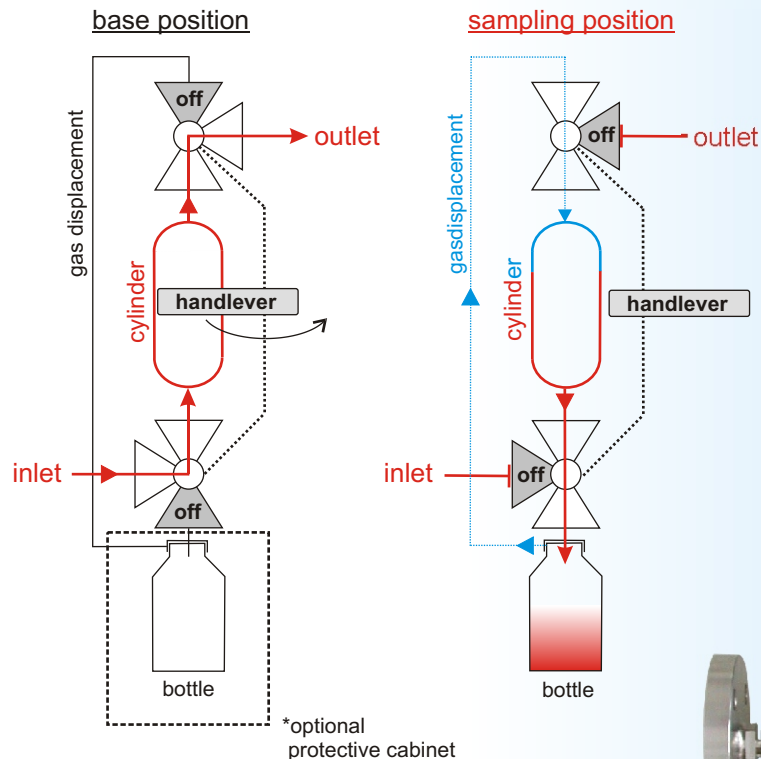 base position
off
outlet
gas displacement
cylinder
handlever
inlet
off
bottle
*optional
protective cabinet
sampling position
off
outlet
gasdisplacement
cylinder
handlever
inlet
off
bottle